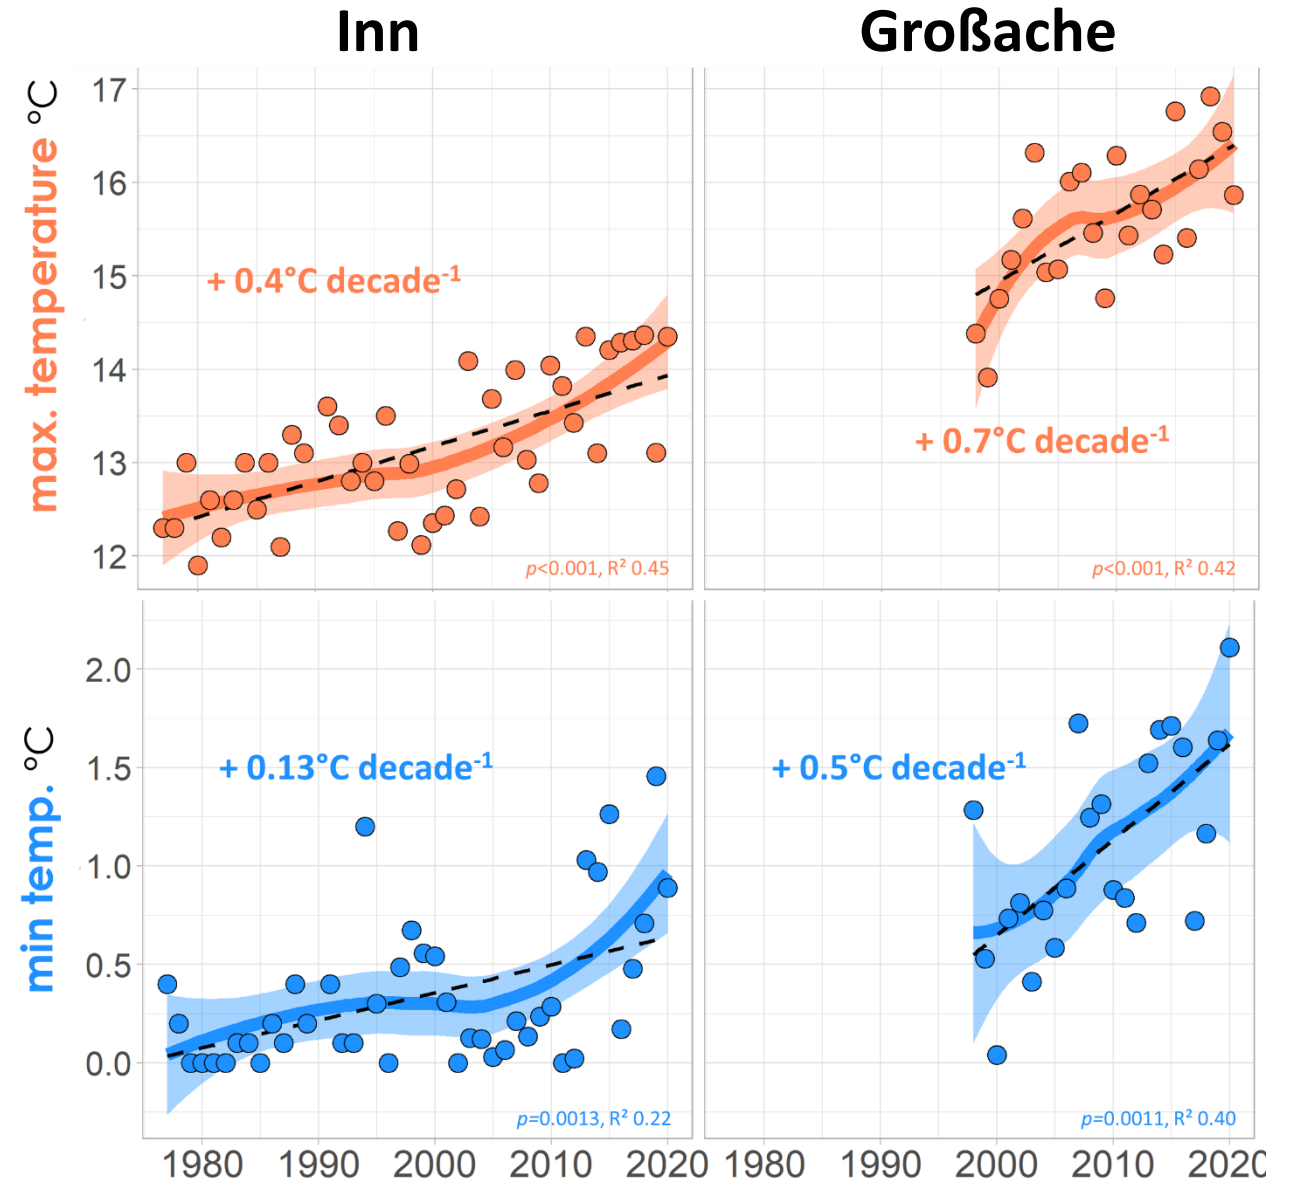 Inn
Großache
max. temperature °C
17
16
15
14
13
12
+ 0.4°C decade⁻¹
p<0.001, R² 0.45
+ 0.7°C decade⁻¹
p<0.001, R² 0.42
min temp. °C
2.0
1.5
1.0
0.5
0.0
+ 0.13°C decade⁻¹
p=0.0013, R² 0.22
+ 0.5°C decade⁻¹
p=0.0011, R² 0.40
1980 1990 2000 2010 2020
1980 1990 2000 2010 2020